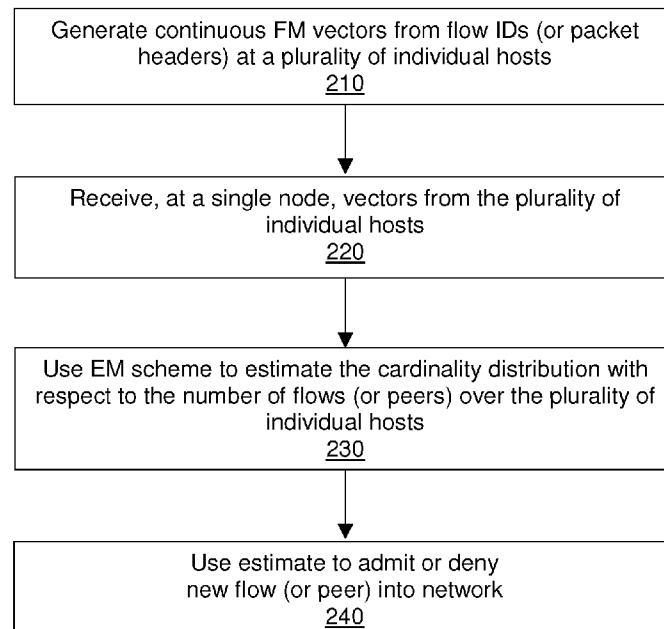 Generate continuous FM vectors from flow IDs (or packet
headers) at a plurality of individual hosts
210
Receive, at a single node, vectors from the plurality of
individual hosts
220
Use EM scheme to estimate the cardinality distribution with
respect to the number of flows (or peers) over the plurality of
individual hosts
230
Use estimate to admit or deny
new flow (or peer) into network
240